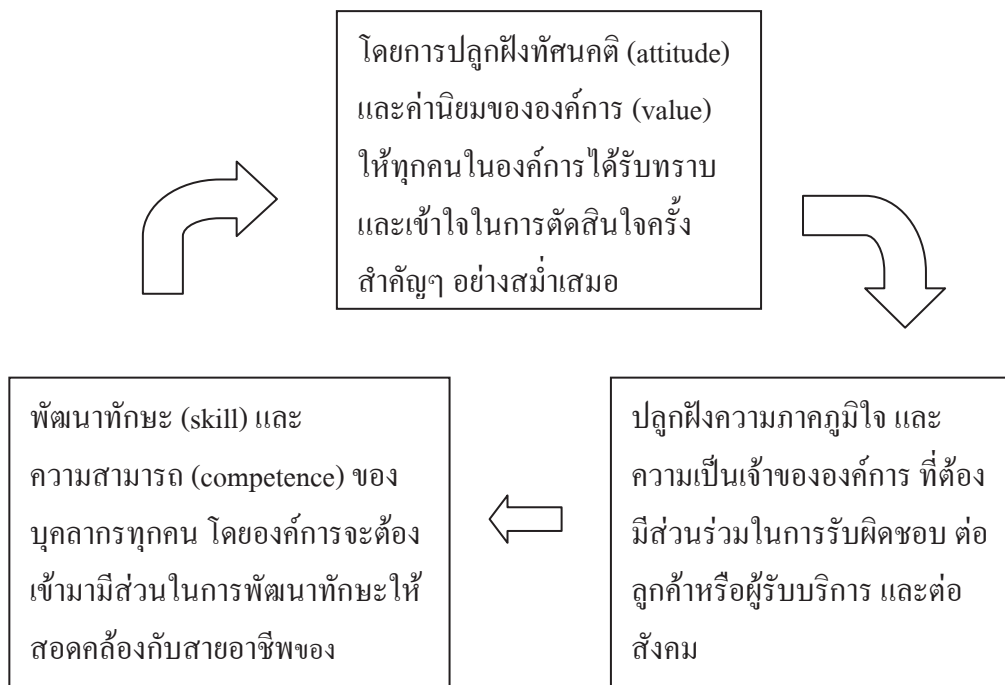 โดยการปลูกฝังทัศนคติ (attitude)
และค่านิยมขององค์การ (value)
ให้ทุกคนในองค์การได้รับทราบ
และเข้าใจในการตัดสินใจครั้ง
สำคัญๆ อย่างสม่ำเสมอ
พัฒนาทักษะ (skill) และ
ความสามารถ (competence) ของ
บุคลากรทุกคน โดยองค์การจะต้อง
เข้ามามีส่วนในการพัฒนาทักษะให้
สอดคล้องกับสายอาชีพของ
ปลูกฝังความภาคภูมิใจ และ
ความเป็นเจ้าขององค์การ ที่ต้อง
มีส่วนร่วมในการรับผิดชอบ ต่อ
ลูกค้าหรือผู้รับบริการ และต่อ
สังคม